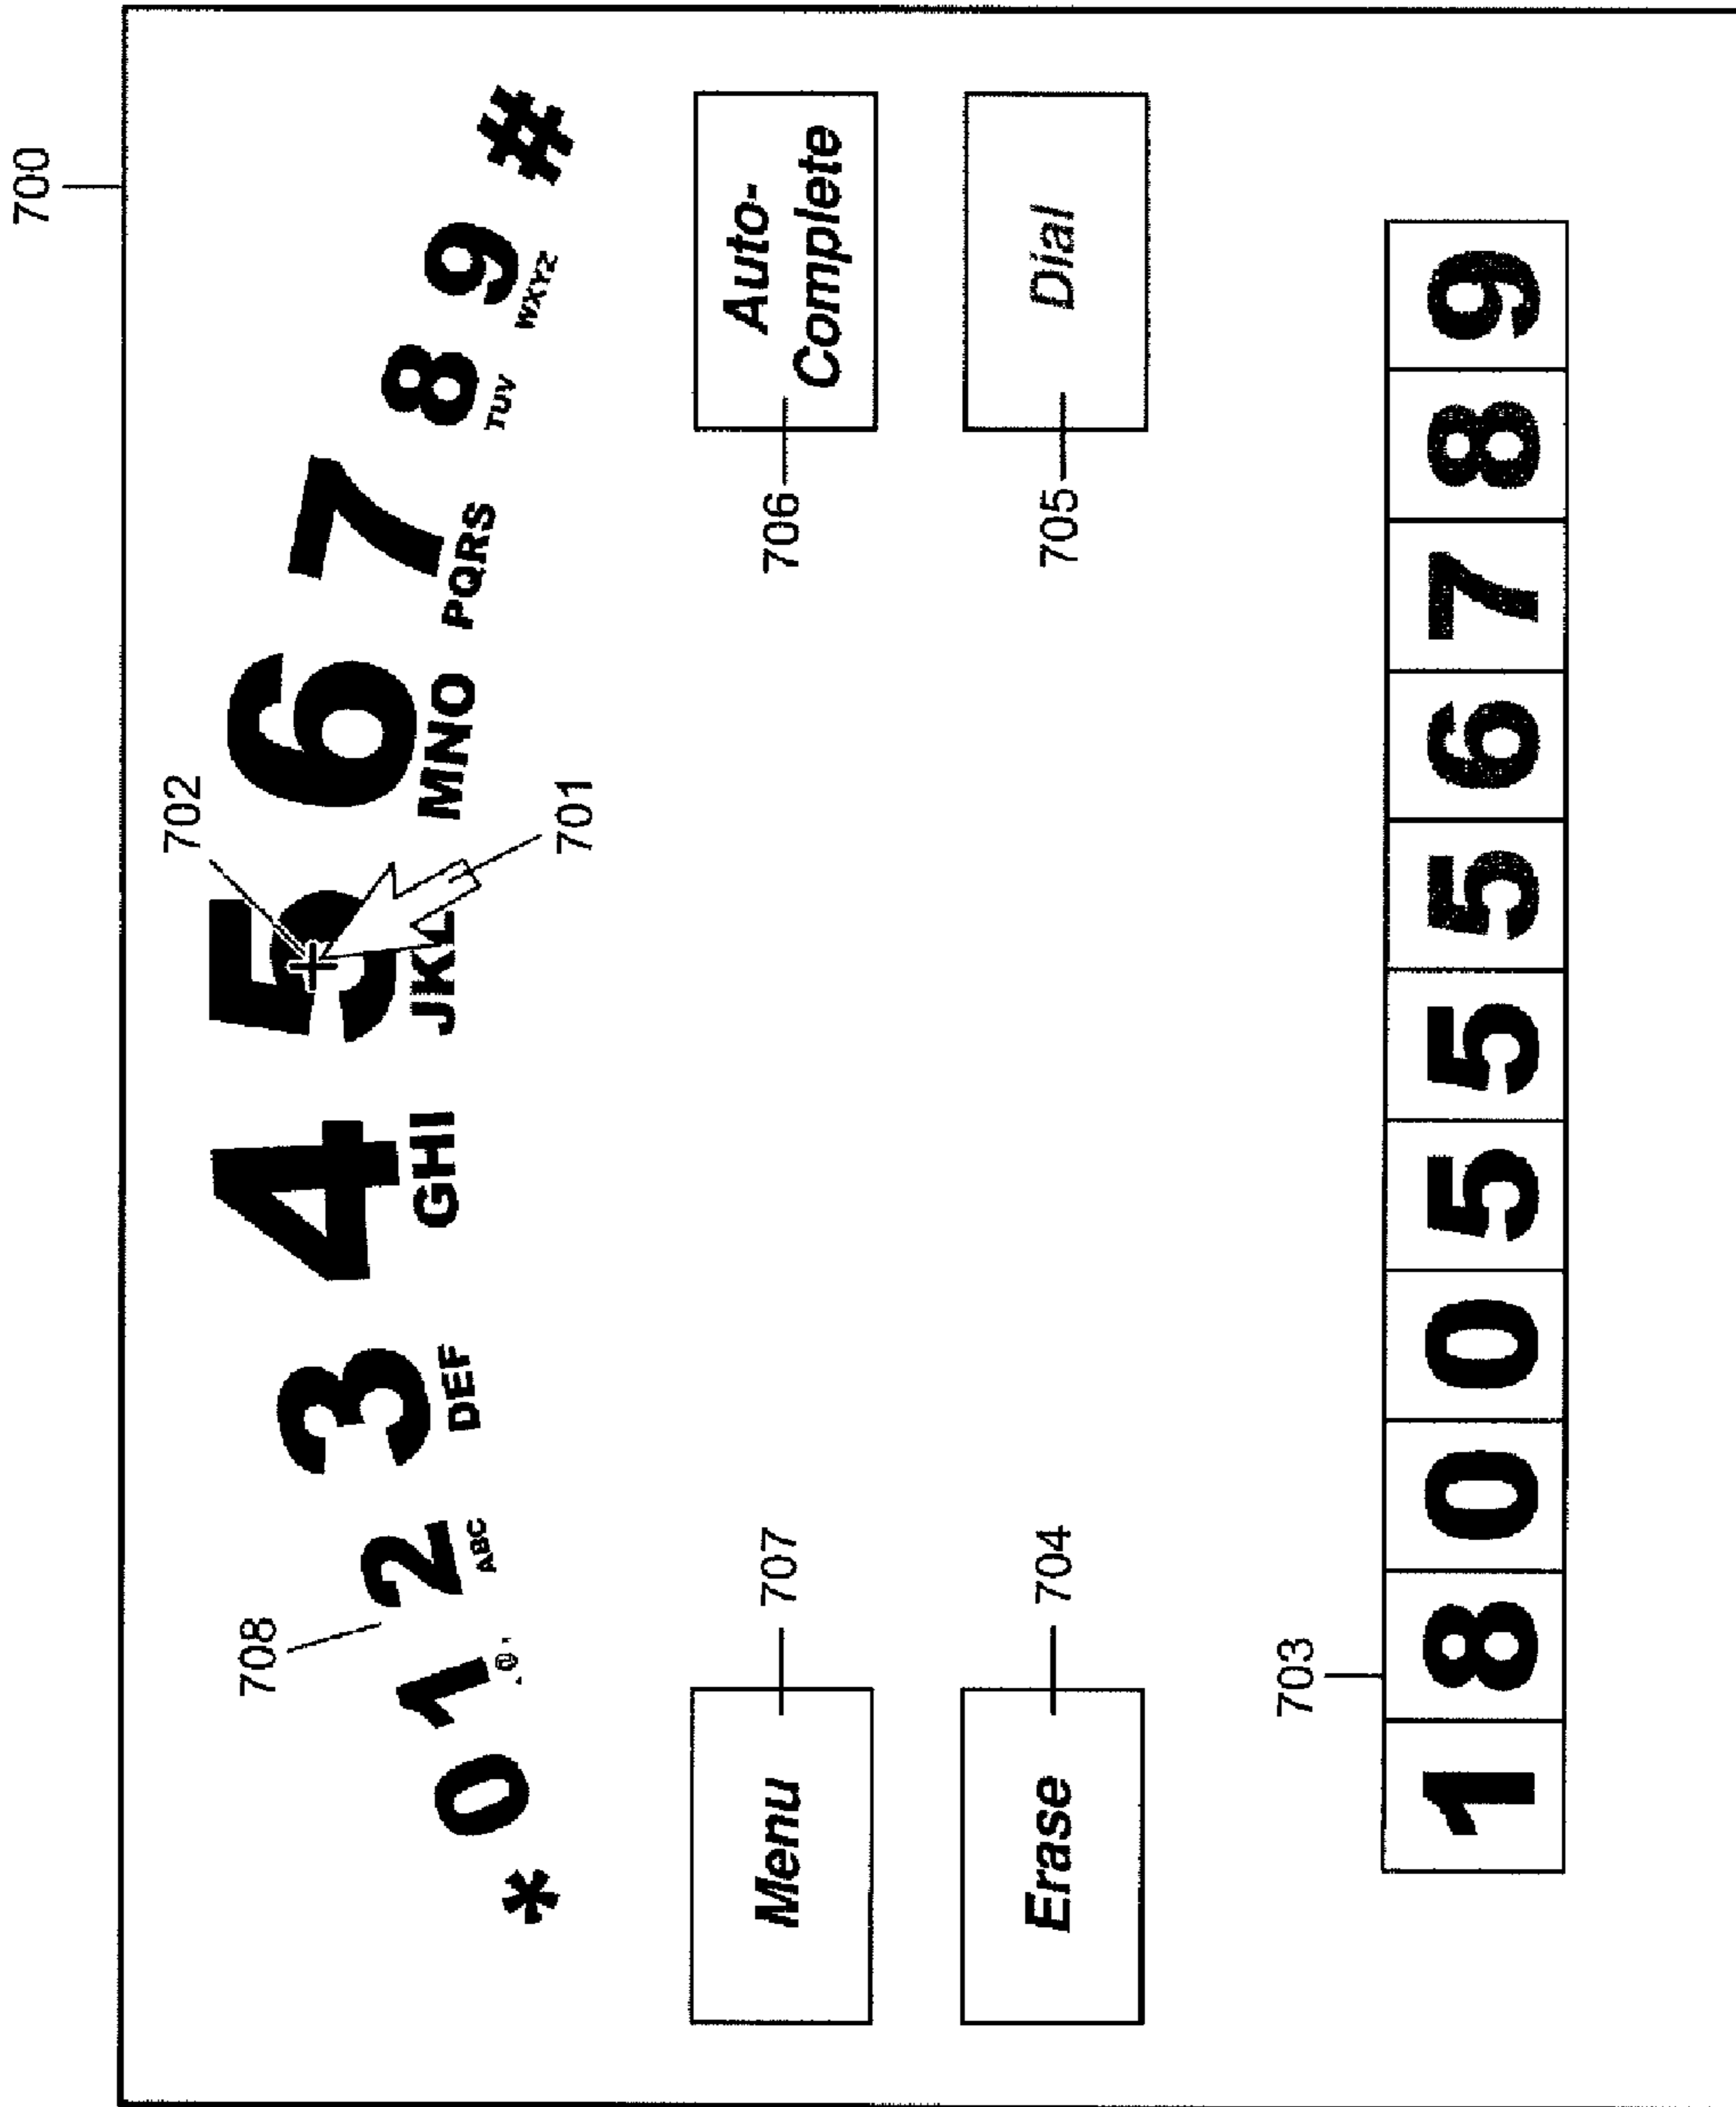 700
702
708
* 0 1 2 3 4 5 6 7 8 9 #
ABC DEF GHI JKL MNO PQRS TUV WXYZ
701
Menu
707
706
Auto-
Complete
Erase
704
705
Dial
703
1 8 0 0 5 5 5 6 7 8 9